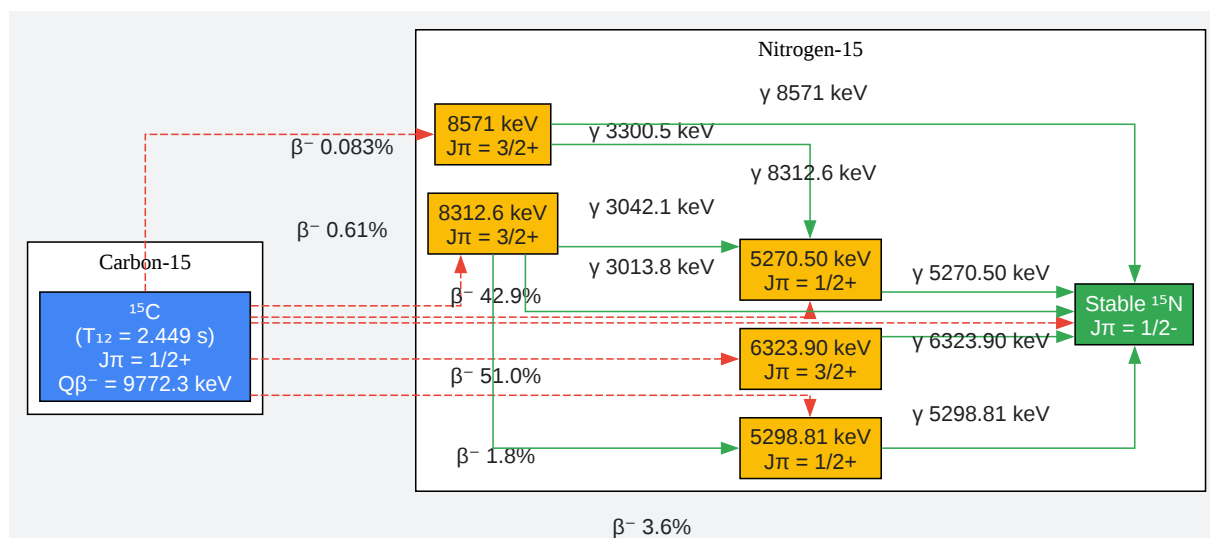 Nitrogen-15
γ 8571 keV
8571 keV
Jπ = 3/2+
γ 3300.5 keV
β⁻ 0.083%
γ 8312.6 keV
8312.6 keV
Jπ = 3/2+
γ 3042.1 keV
β⁻ 0.61%
Carbon-15
5270.50 keV
Jπ = 1/2+
γ 3013.8 keV
γ 5270.50 keV
¹⁵C
(T₁₂ = 2.449 s)
Jπ = 1/2+
Qβ⁻ = 9772.3 keV
β⁻ 42.9%
Stable ¹⁵N
Jπ = 1/2-
6323.90 keV
Jπ = 3/2+
γ 6323.90 keV
β⁻ 51.0%
γ 5298.81 keV
5298.81 keV
Jπ = 1/2+
β⁻ 1.8%
β⁻ 3.6%